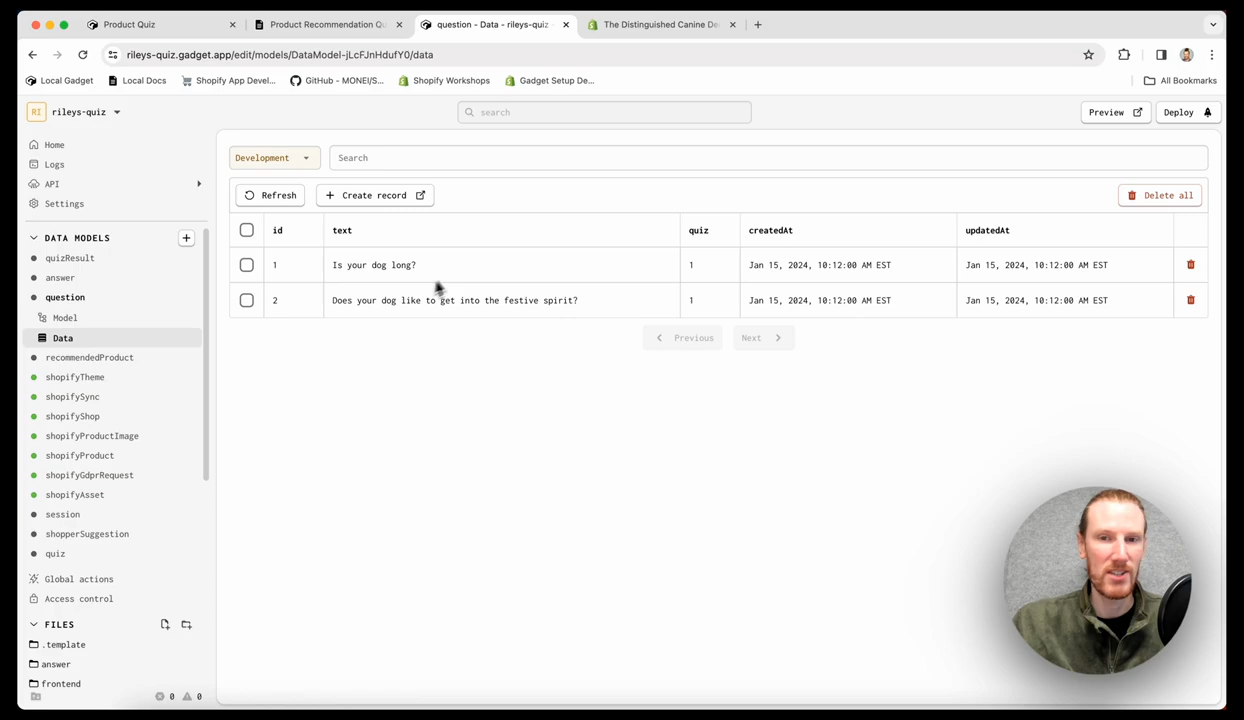 Product Quiz
Product Recommendation Qu
question - Data - rileys-quiz
The Distinguished Canine De
rileys-quiz.gadget.app/edit/models/DataModel-jLcFJnHdufY0/data
Local Gadget
Local Docs
Shopify App Devel...
GitHub - MONEI/S...
Shopify Workshops
Gadget Setup De...
All Bookmarks
RI
rileys-quiz
search
Preview
Deploy
Home
Logs
API
Settings
DATA MODELS
quizResult
answer
question
Model
Data
recommendedProduct
shopifyTheme
shopifySync
shopifyShop
shopifyProductImage
shopifyProduct
shopifyGdprRequest
shopifyAsset
session
shopperSuggestion
quiz
Global actions
Access control
FILES
.template
answer
frontend
0 0
Development
Search
Refresh
Create record
Delete all
id text quiz createdAt updatedAt
1 Is your dog long? 1 Jan 15, 2024, 10:12:00 AM EST Jan 15, 2024, 10:12:00 AM EST
2 Does your dog like to get into the festive spirit? 1 Jan 15, 2024, 10:12:00 AM EST Jan 15, 2024, 10:12:00 AM EST
Previous
Next